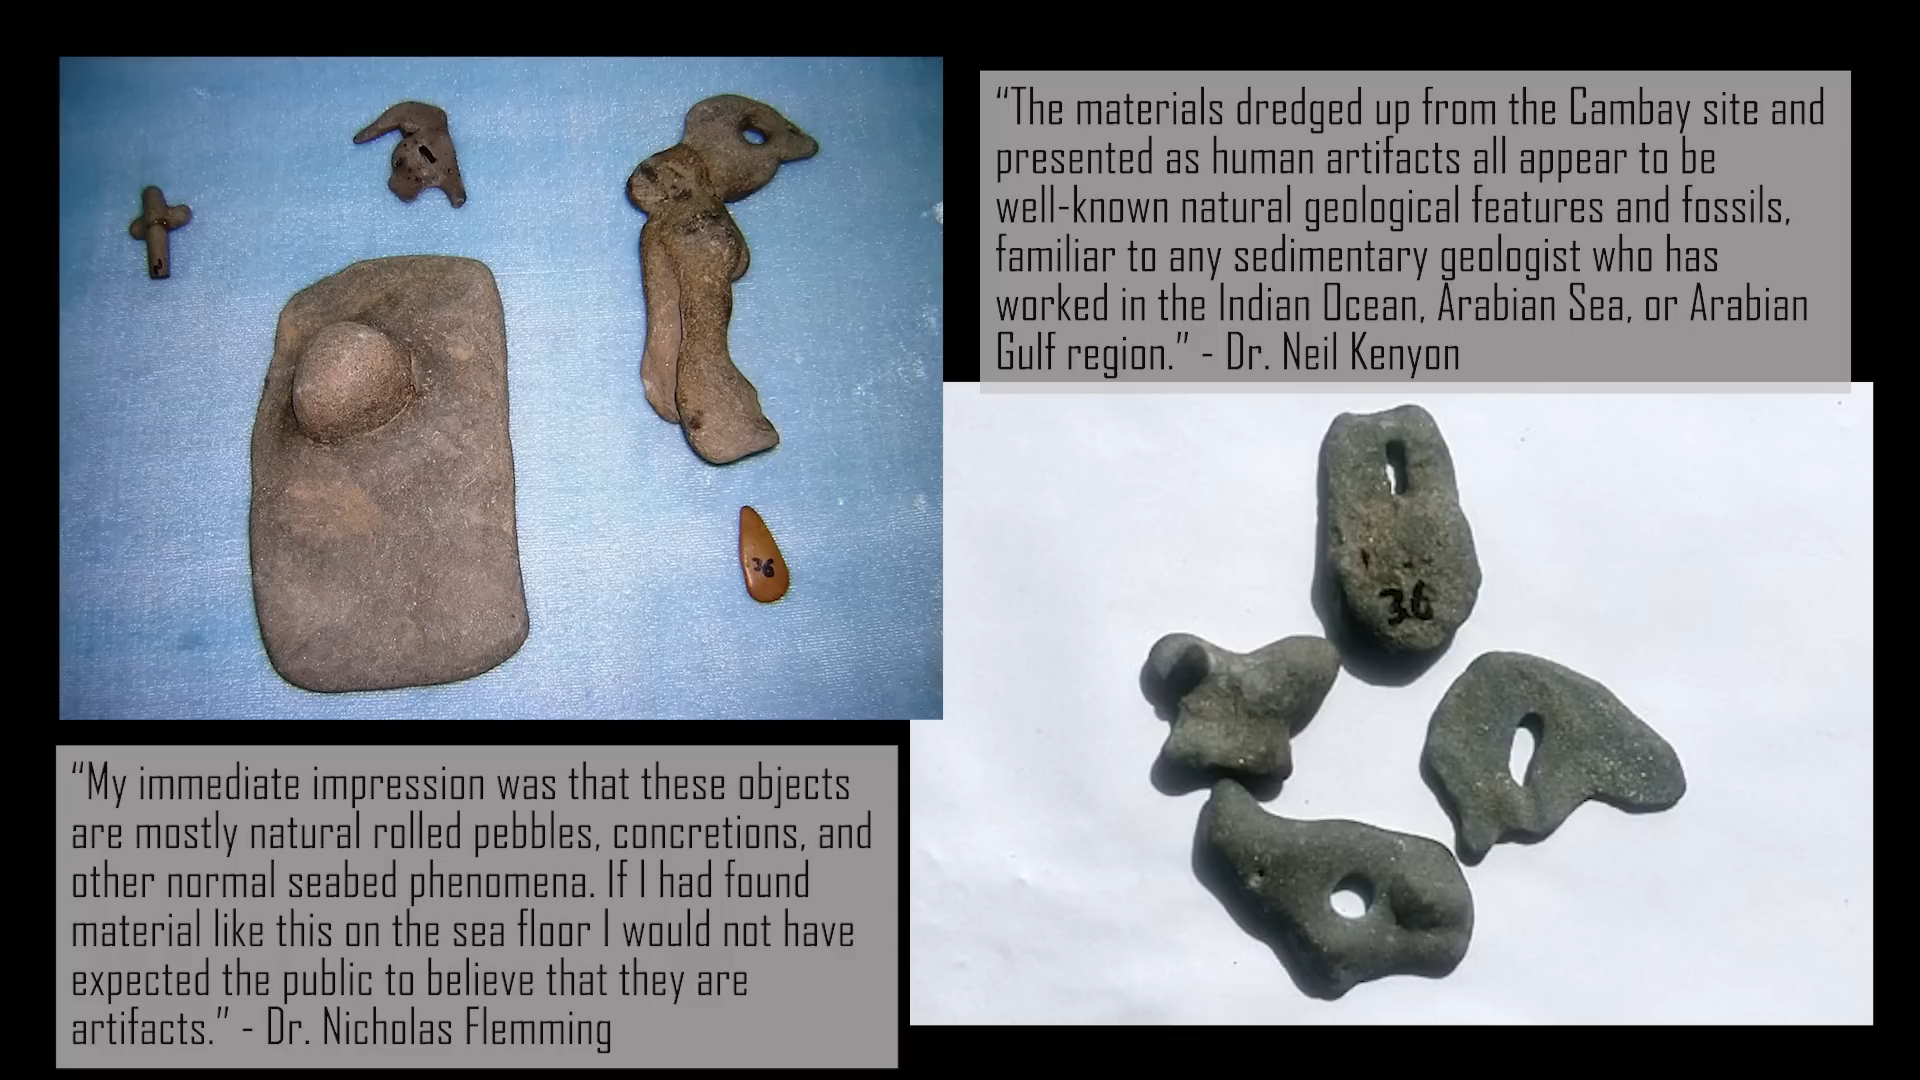 “The materials dredged up from the Cambay site and
presented as human artifacts all appear to be
well-known natural geological features and fossils,
familiar to any sedimentary geologist who has
worked in the Indian Ocean, Arabian Sea, or Arabian
Gulf region.” - Dr. Neil Kenyon
36
36
“My immediate impression was that these objects
are mostly natural rolled pebbles, concretions, and
other normal seabed phenomena. If I had found
material like this on the sea floor I would not have
expected the public to believe that they are
artifacts.” - Dr. Nicholas Flemming